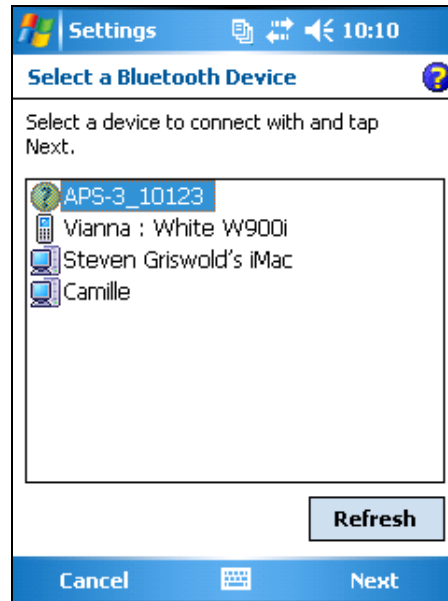 Settings 10:10
Select a Bluetooth Device
Select a device to connect with and tap
Next.
APS-3_10123
Vianna : White W900i
Steven Griswold's iMac
Camille
Refresh
Cancel Next